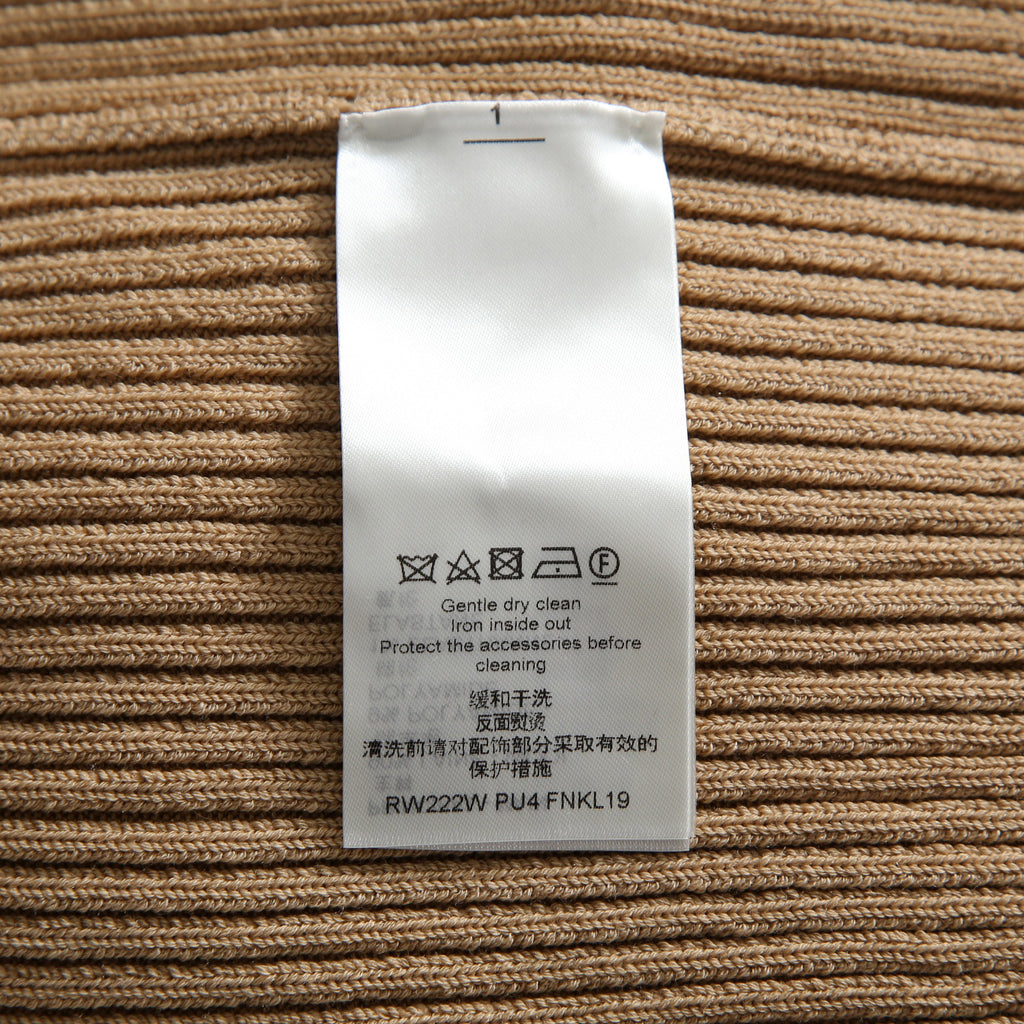 1
F
Gentle dry clean
Iron inside out
Protect the accessories before
cleaning
缓和干洗
反面熨烫
清洗前请对配饰部分采取有效的
保护措施
RW222W PU4 FNKL19